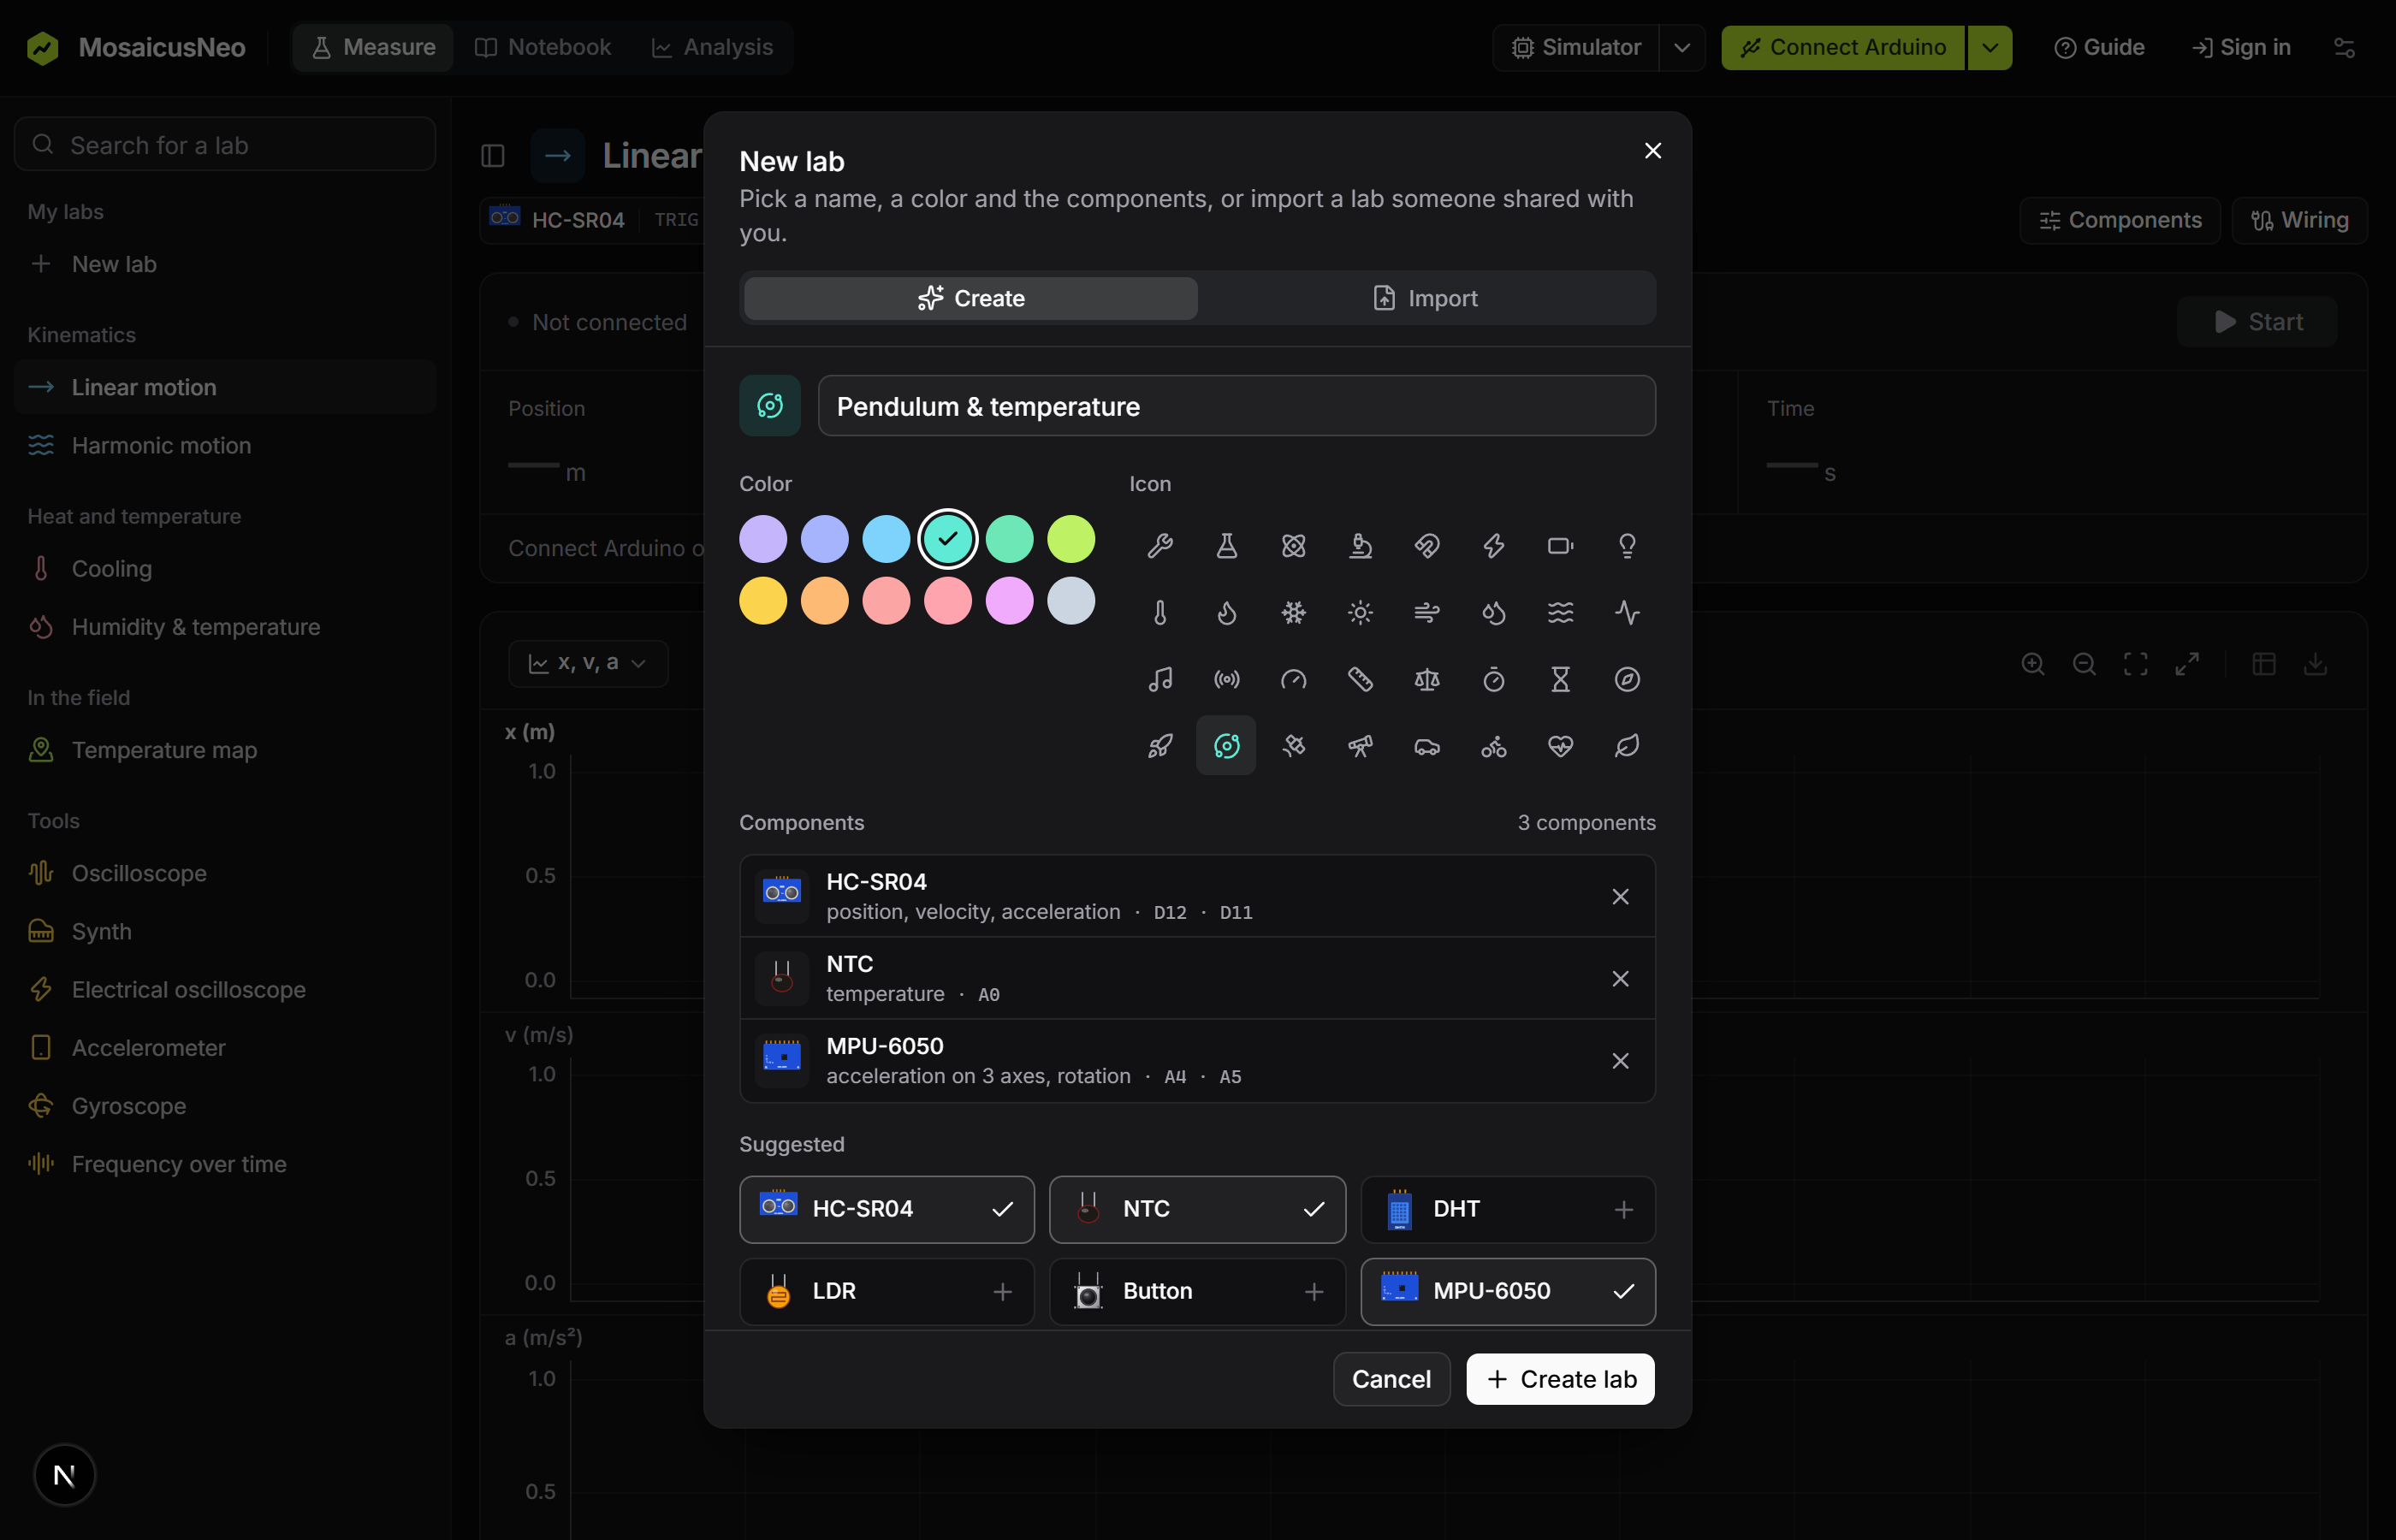 MosaicusNeo
Measure
Notebook
Analysis
Simulator
Connect Arduino
Guide
Sign in
Search for a lab
My labs
New lab
Kinematics
Linear motion
Harmonic motion
Heat and temperature
Cooling
Humidity & temperature
In the field
Temperature map
Tools
Oscilloscope
Synth
Electrical oscilloscope
Accelerometer
Gyroscope
Frequency over time
N
Linear
HC-SR04
TRIG
Components
Wiring
Not connected
Start
Position
m
Time
s
Connect Arduino o
x, v, a
x (m)
1.0
0.5
0.0
v (m/s)
1.0
0.5
0.0
a (m/s²)
1.0
0.5
New lab
Pick a name, a color and the components, or import a lab someone shared with
you.
Create
Import
Pendulum & temperature
Color
Icon
Components
3 components
HC-SR04
position, velocity, acceleration · D12 · D11
NTC
temperature · A0
MPU-6050
acceleration on 3 axes, rotation · A4 · A5
Suggested
HC-SR04
NTC
DHT
LDR
Button
MPU-6050
Cancel
Create lab